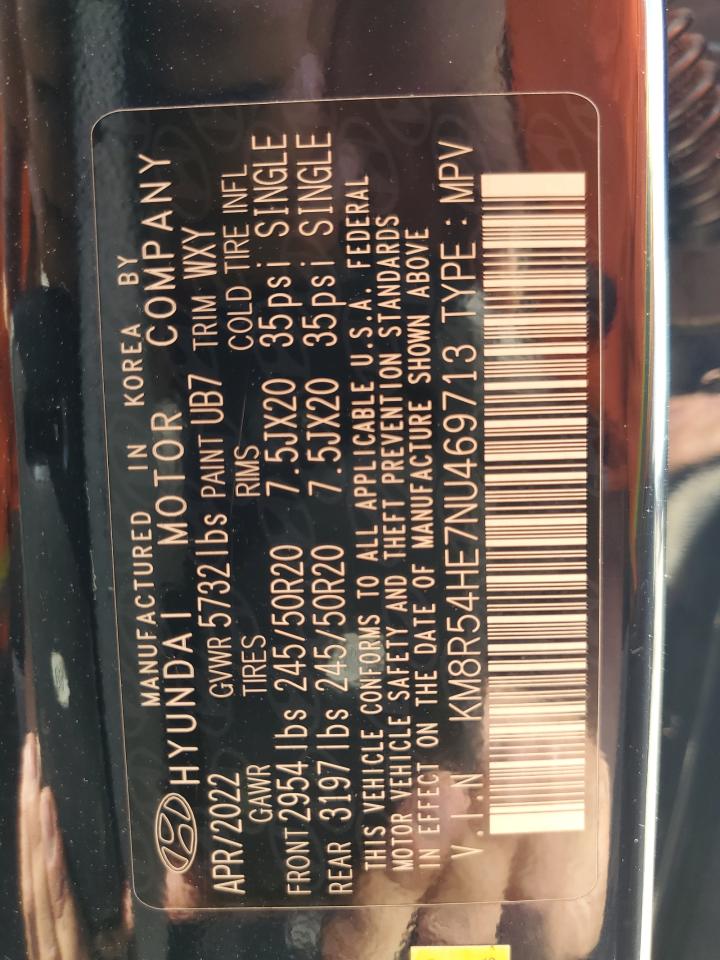 MANUFACTURED IN KOREA BY
HYUNDAI MOTOR COMPANY
APR/2022 GVWR 5732lbs PAINT UB7 TRIM WXY
GAWR TIRES RIMS COLD TIRE INFL
FRONT 2954 lbs 245/50R20 7.5JX20 35psi SINGLE
REAR 3197 lbs 245/50R20 7.5JX20 35psi SINGLE
THIS VEHICLE CONFORMS TO ALL APPLICABLE U.S.A. FEDERAL
MOTOR VEHICLE SAFETY AND THEFT PREVENTION STANDARDS
IN EFFECT ON THE DATE OF MANUFACTURE SHOWN ABOVE
V.I.N KM8R54HE7NU469713 TYPE : MPV